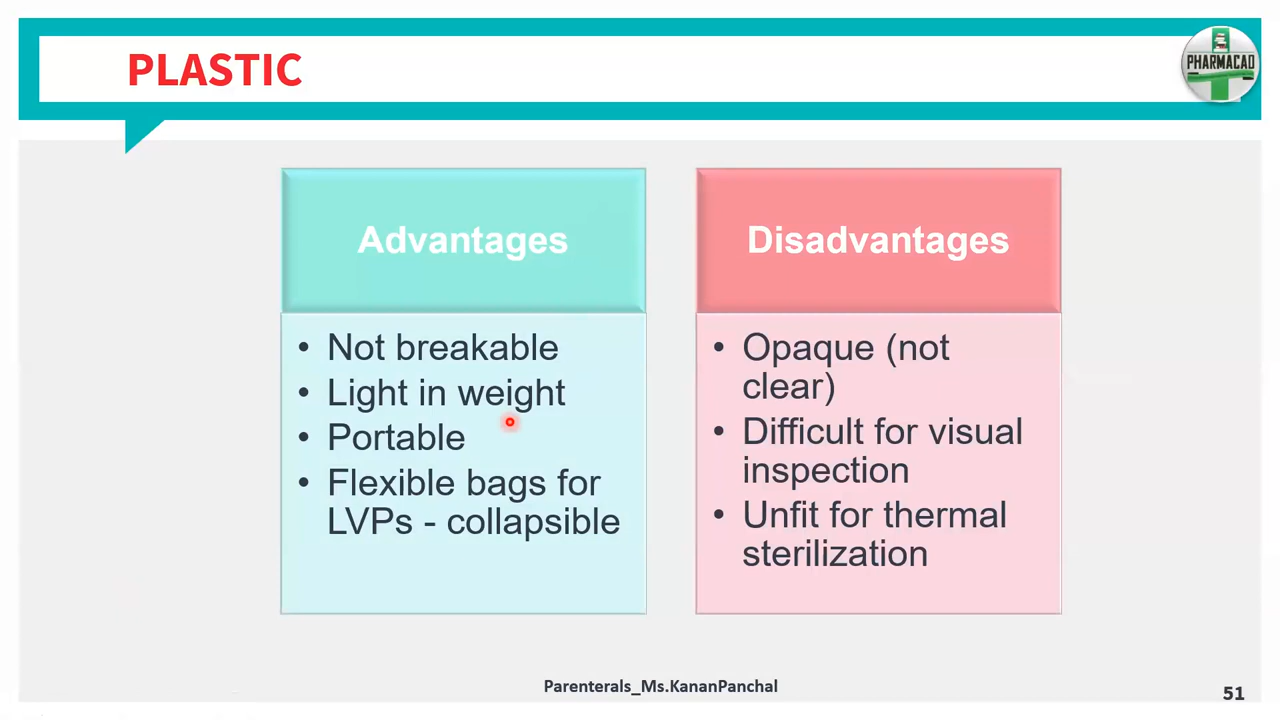 PLASTIC
PHARMACAD
Advantages
• Not breakable
• Light in weight
• Portable
• Flexible bags for
LVPs - collapsible
Disadvantages
• Opaque (not
clear)
• Difficult for visual
inspection
• Unfit for thermal
sterilization
Parenterals_Ms.KananPanchal
51